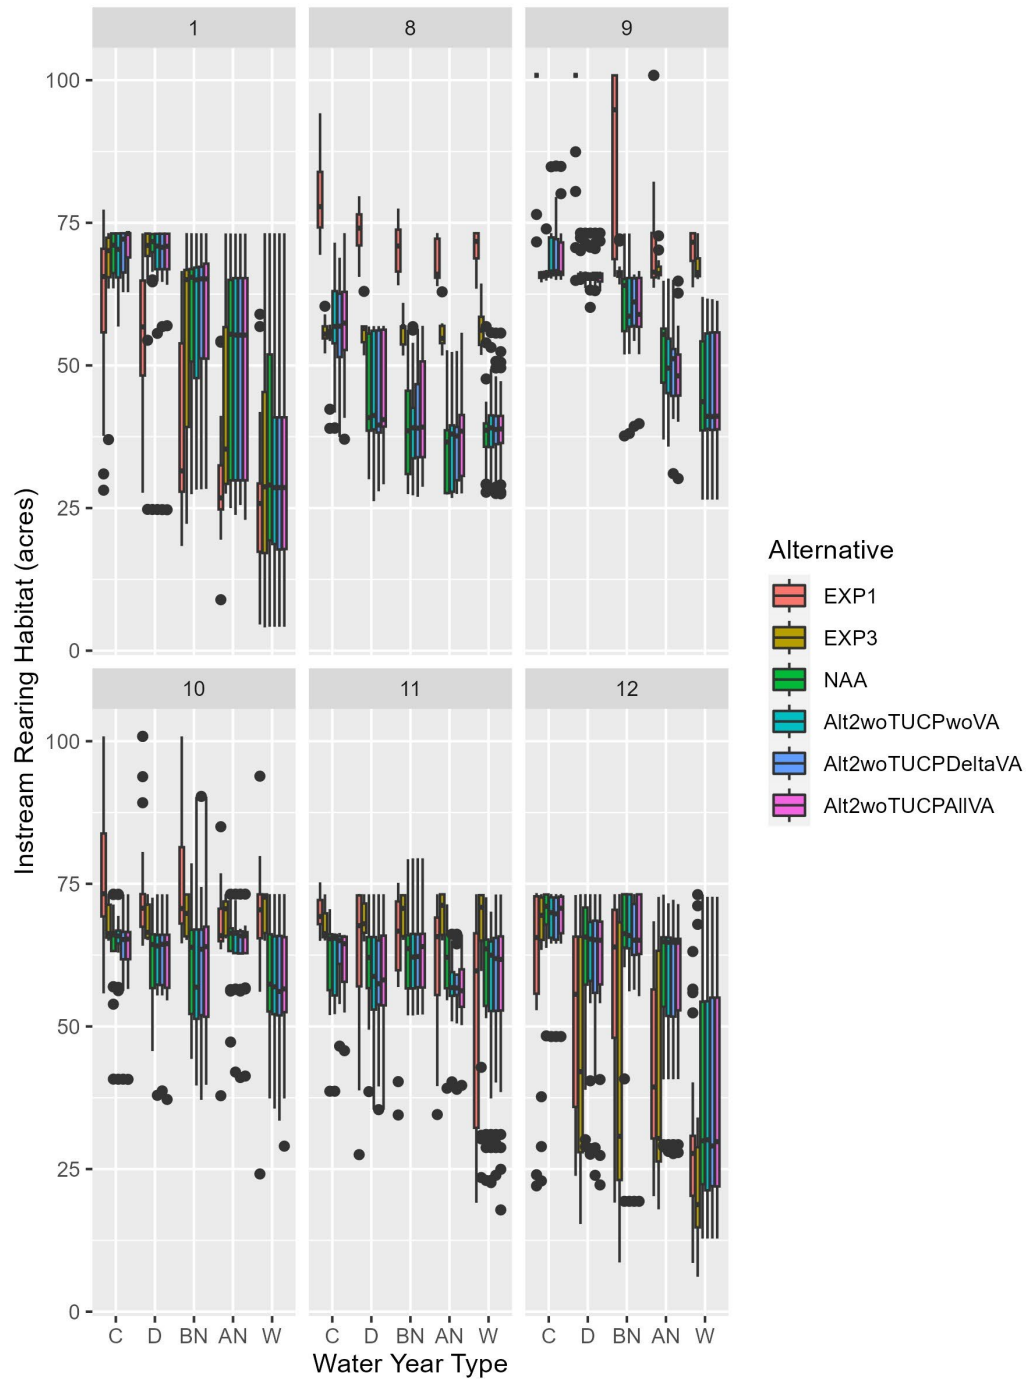 1 8 9
100
75
50
25
0
Instream Rearing Habitat (acres)
10 11 12
100
75
50
25
0
C D BN AN W C D BN AN W C D BN AN W
Water Year Type
Alternative
EXP1
EXP3
NAA
Alt2woTUCPwoVA
Alt2woTUCPDeltaVA
Alt2woTUCPAllVA